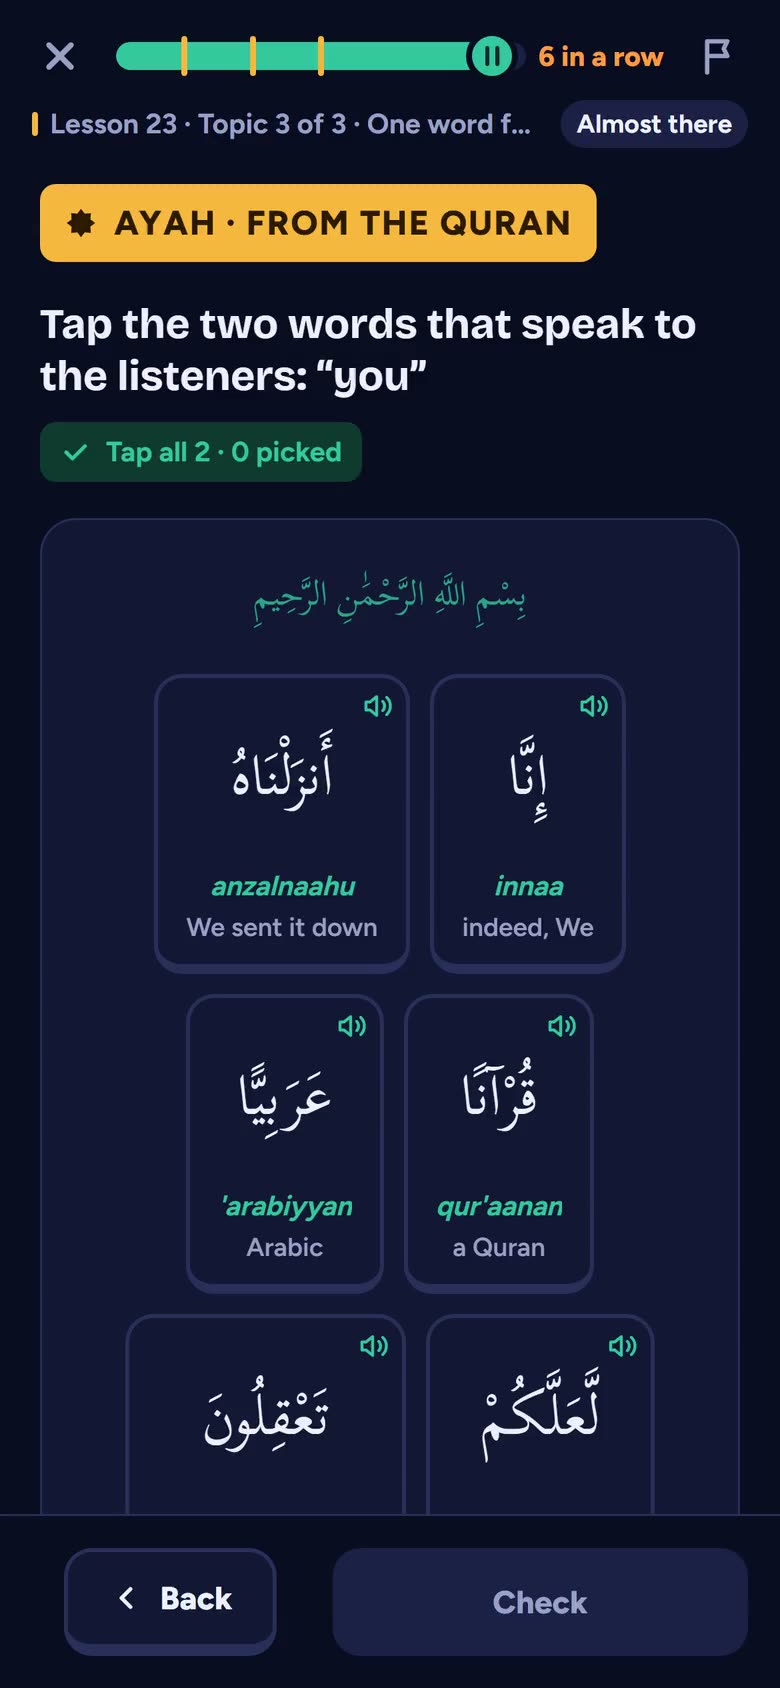 6 in a row
Lesson 23 · Topic 3 of 3 · One word f...
Almost there
AYAH · FROM THE QURAN
Tap the two words that speak to
the listeners: “you”
Tap all 2 · 0 picked
بِسْمِ اللَّهِ الرَّحْمَٰنِ الرَّحِيمِ
إِنَّا
innaa
indeed, We
أَنزَلْنَاهُ
anzalnaahu
We sent it down
قُرْآنًا
qur'aanan
a Quran
عَرَبِيًّا
'arabiyyan
Arabic
لَّعَلَّكُمْ
تَعْقِلُونَ
Back
Check